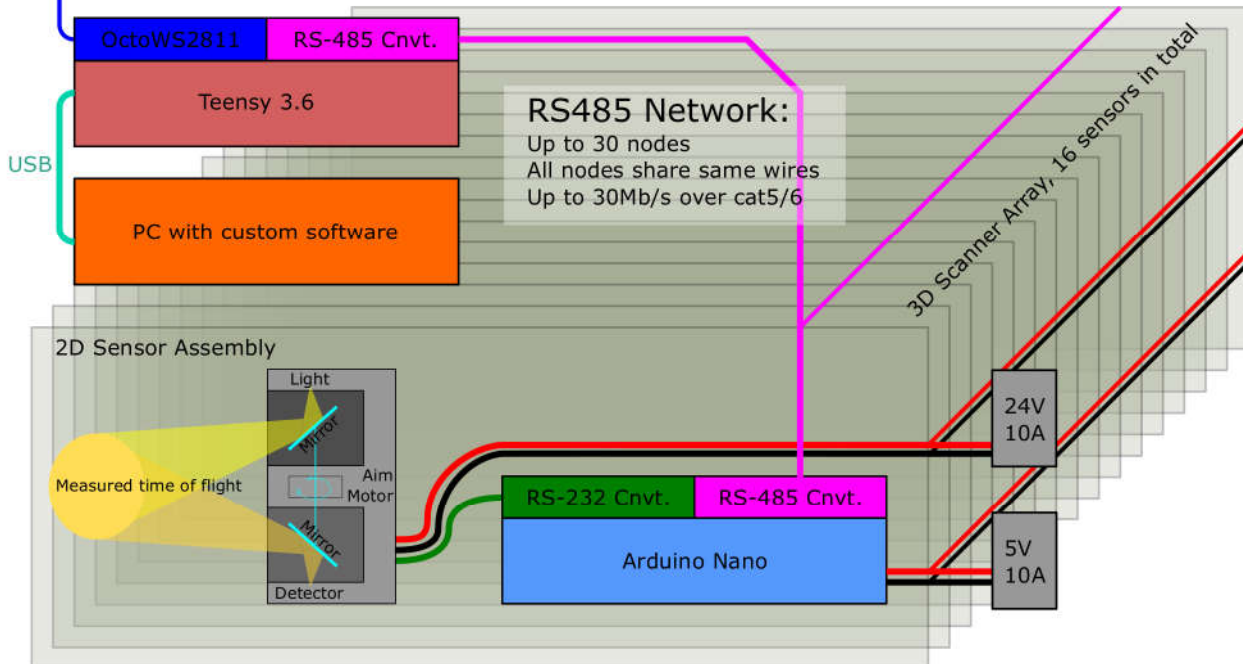 OctoWS2811
RS-485 Cnvt.
Teensy 3.6
USB
PC with custom software
RS485 Network:
Up to 30 nodes
All nodes share same wires
Up to 30Mb/s over cat5/6
3D Scanner Array, 16 sensors in total
2D Sensor Assembly
Light
Mirror
Measured time of flight
Aim
Motor
Mirror
Detector
RS-232 Cnvt.
RS-485 Cnvt.
Arduino Nano
24V
10A
5V
10A